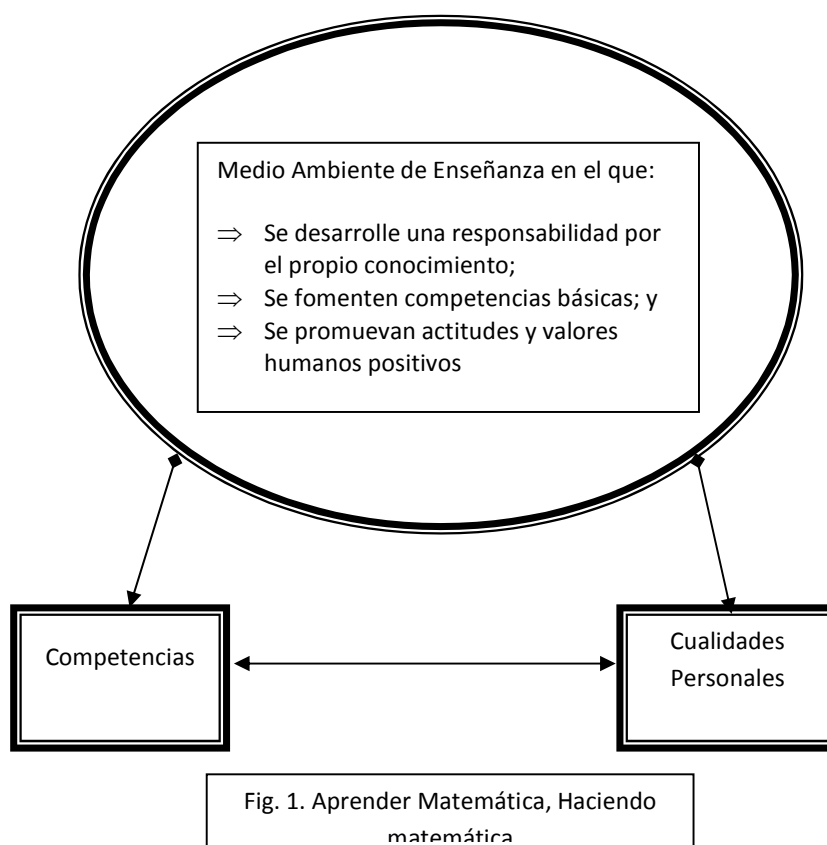 Medio Ambiente de Enseñanza en el que:
⇒ Se desarrolle una responsabilidad por
el propio conocimiento;
⇒ Se fomenten competencias básicas; y
⇒ Se promuevan actitudes y valores
humanos positivos
Competencias
Cualidades
Personales
Fig. 1. Aprender Matemática, Haciendo
matemática